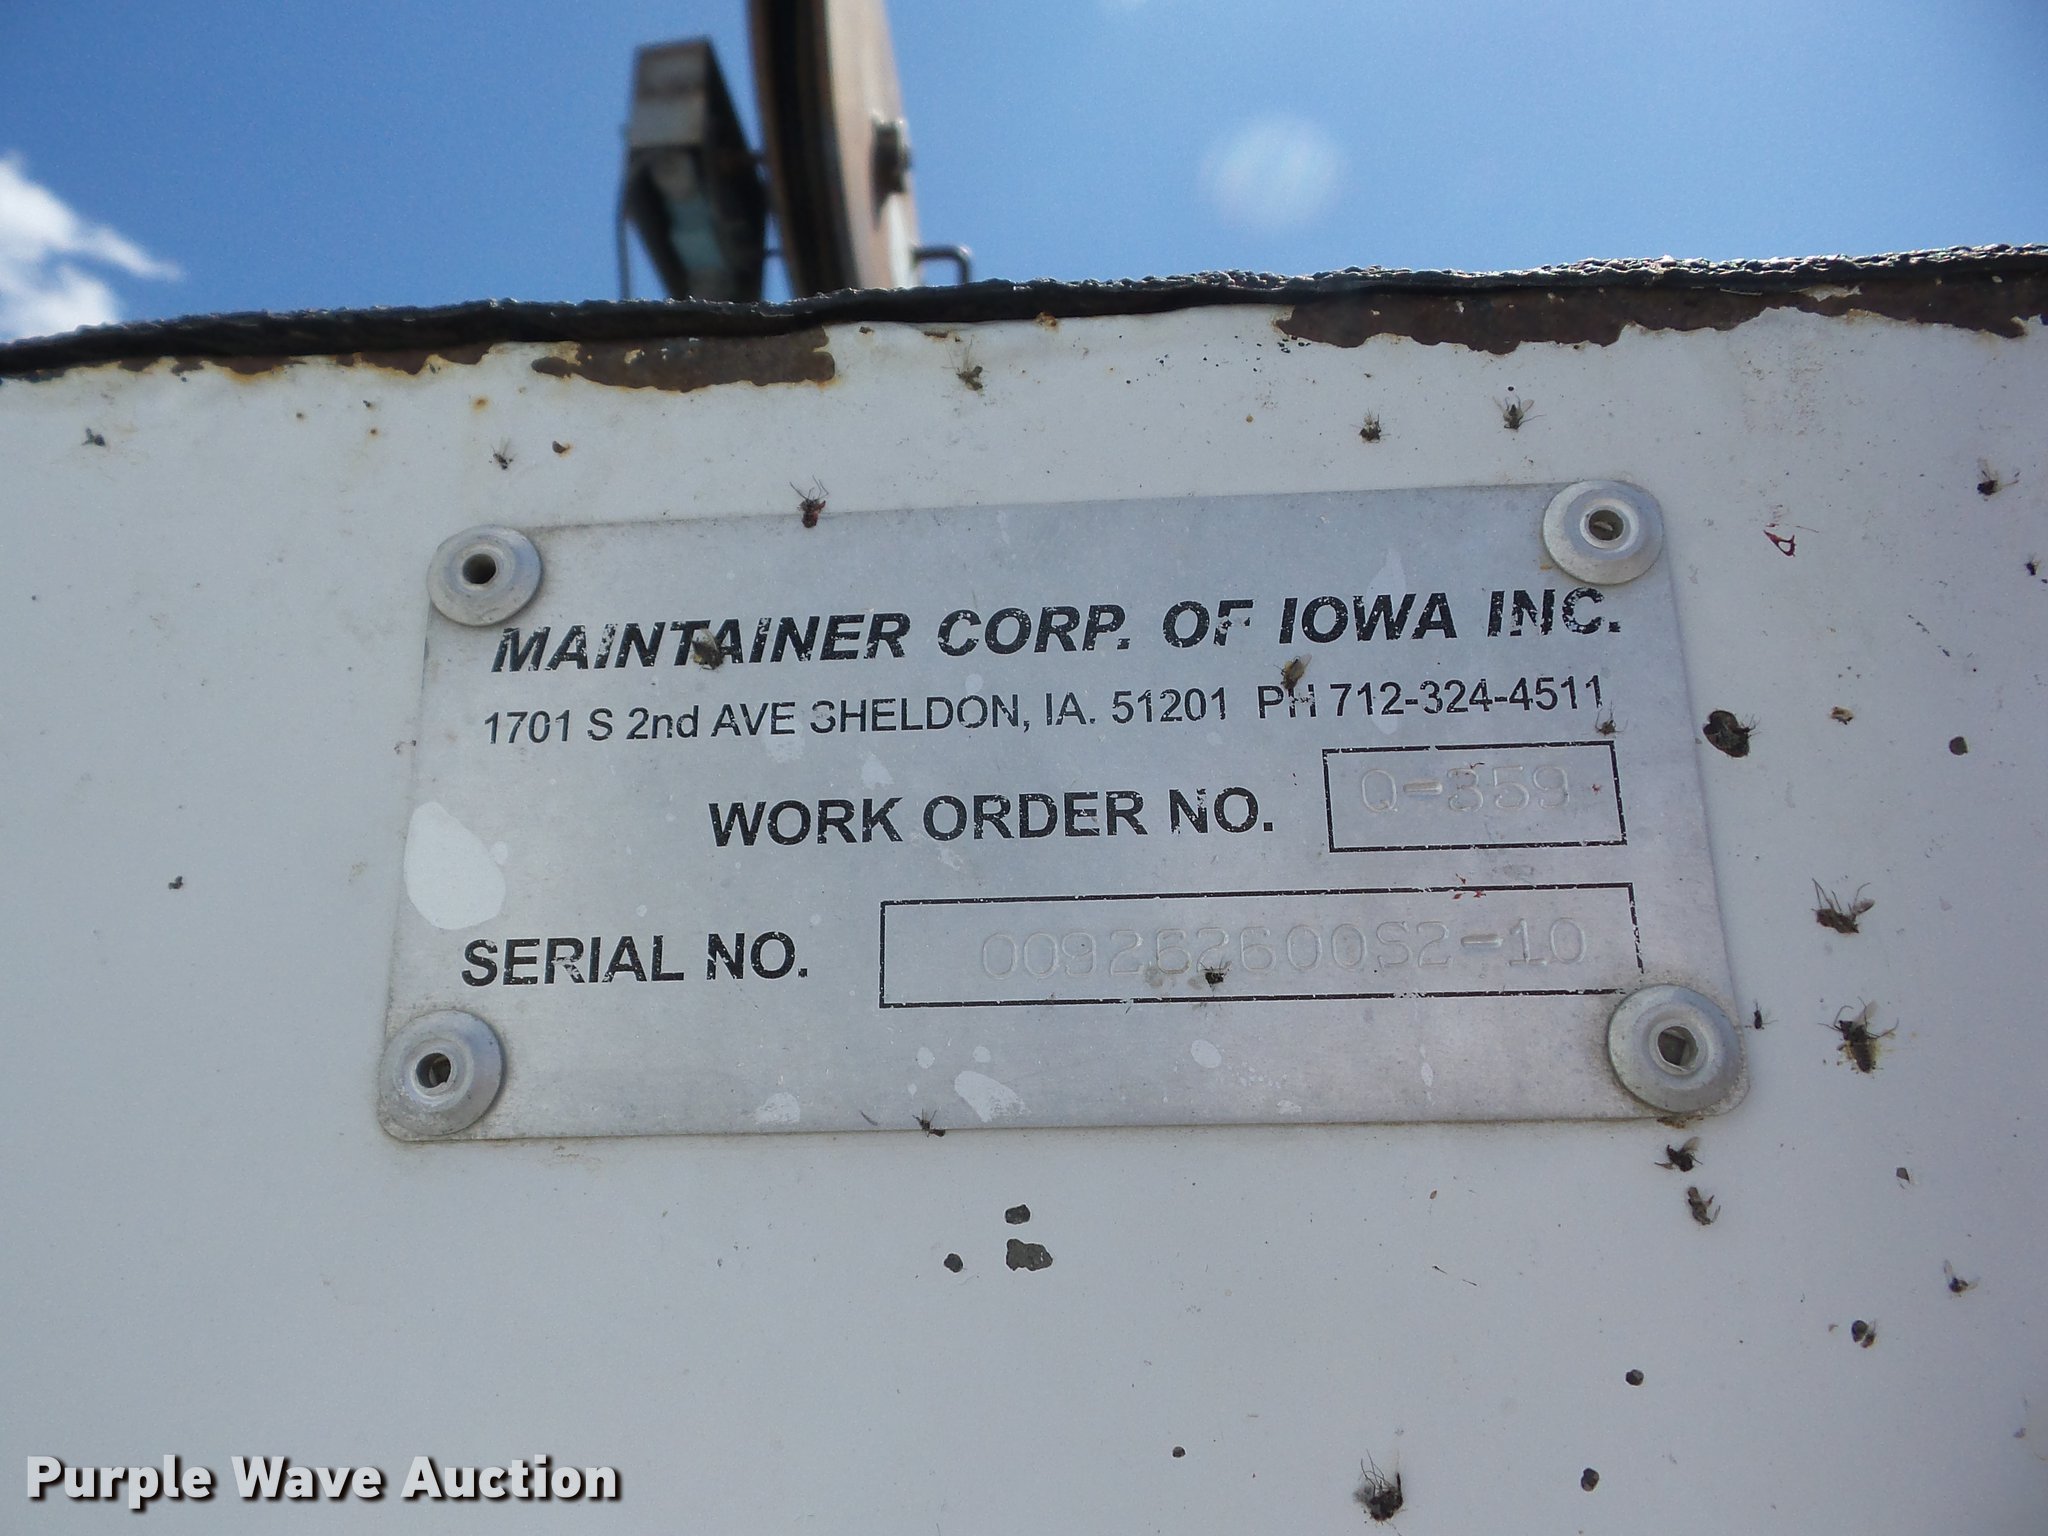 MAINTAINER CORP. OF IOWA INC.
1701 S 2nd AVE SHELDON, IA. 51201 PH 712-324-4511
WORK ORDER NO. Q-359
SERIAL NO. 009262600S2-10
Purple Wave Auction